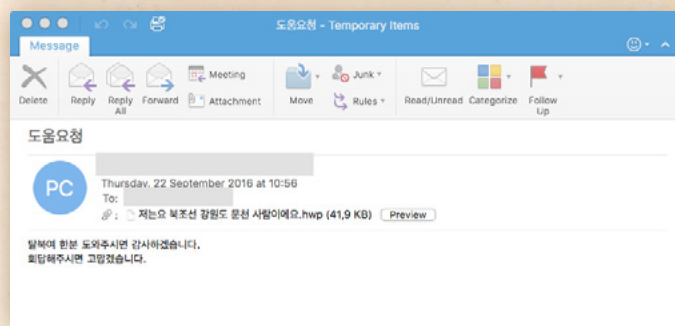 도움요청 - Temporary Items
Message
Delete
Reply
Reply All
Forward
Meeting
Attachment
Move
Junk
Rules
Read/Unread
Categorize
Follow Up
도움요청
PC
Thursday, 22 September 2016 at 10:56
To:
저는요 북조선 강원도 문천 사람이에요.hwp (41,9 KB)
Preview
탈북여 한분 도와주시면 감사하겠습니다.
회답해주시면 고맙겠습니다.